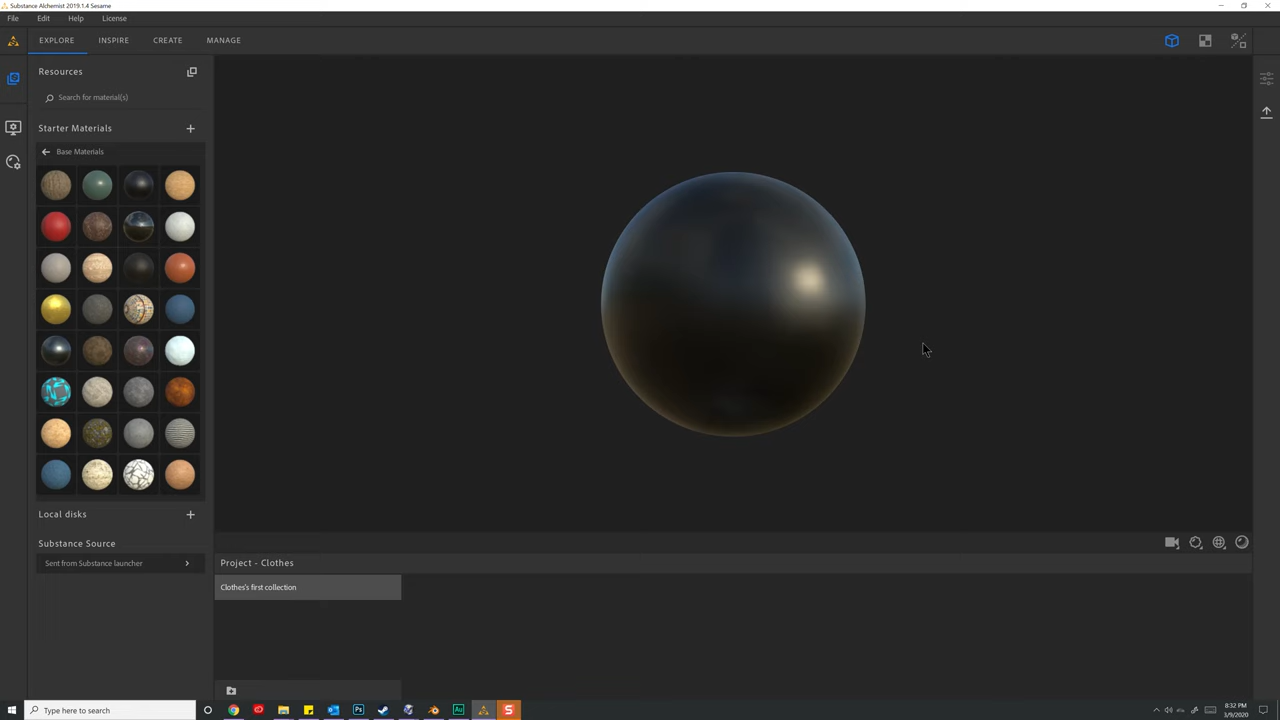 Substance Alchemist 2019.1.4 Sesame
File Edit Help License
EXPLORE INSPIRE CREATE MANAGE
Resources
Search for material(s)
Starter Materials
Base Materials
Local disks
Substance Source
Sent from Substance launcher
Project - Clothes
Clothes's first collection
Type here to search
Ps
Au
S
8:32 PM
3/9/2020